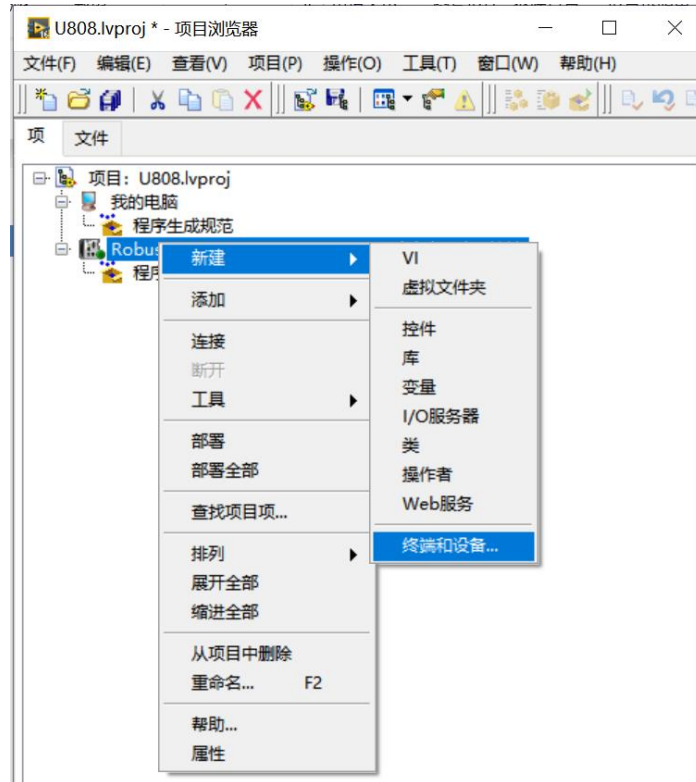 U808.lvproj * - 项目浏览器
文件(F) 编辑(E) 查看(V) 项目(P) 操作(O) 工具(T) 窗口(W) 帮助(H)
项 文件
项目：U808.lvproj
我的电脑
程序生成规范
新建
添加
连接
断开
工具
部署
部署全部
查找项目项...
排列
展开全部
缩进全部
从项目中删除
重命名... F2
帮助...
属性
VI
虚拟文件夹
控件
库
变量
I/O服务器
类
操作者
Web服务
终端和设备...